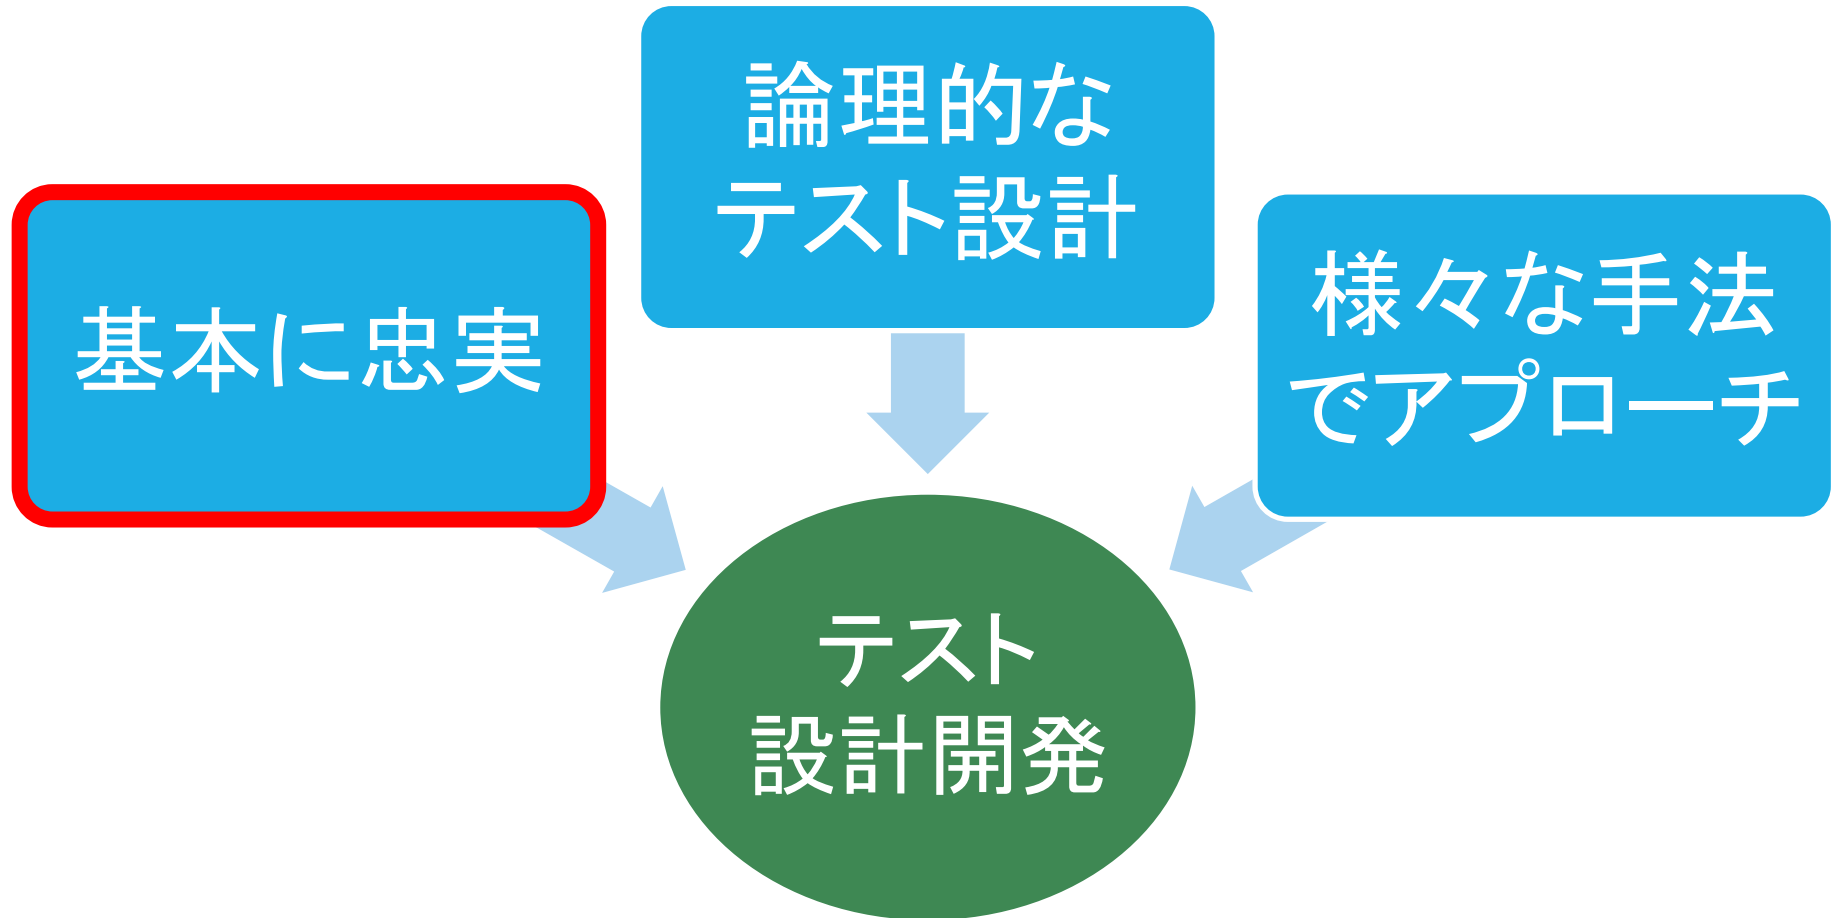 論理的な
テスト設計
基本に忠実
様々な手法
でアプローチ
テスト
設計開発